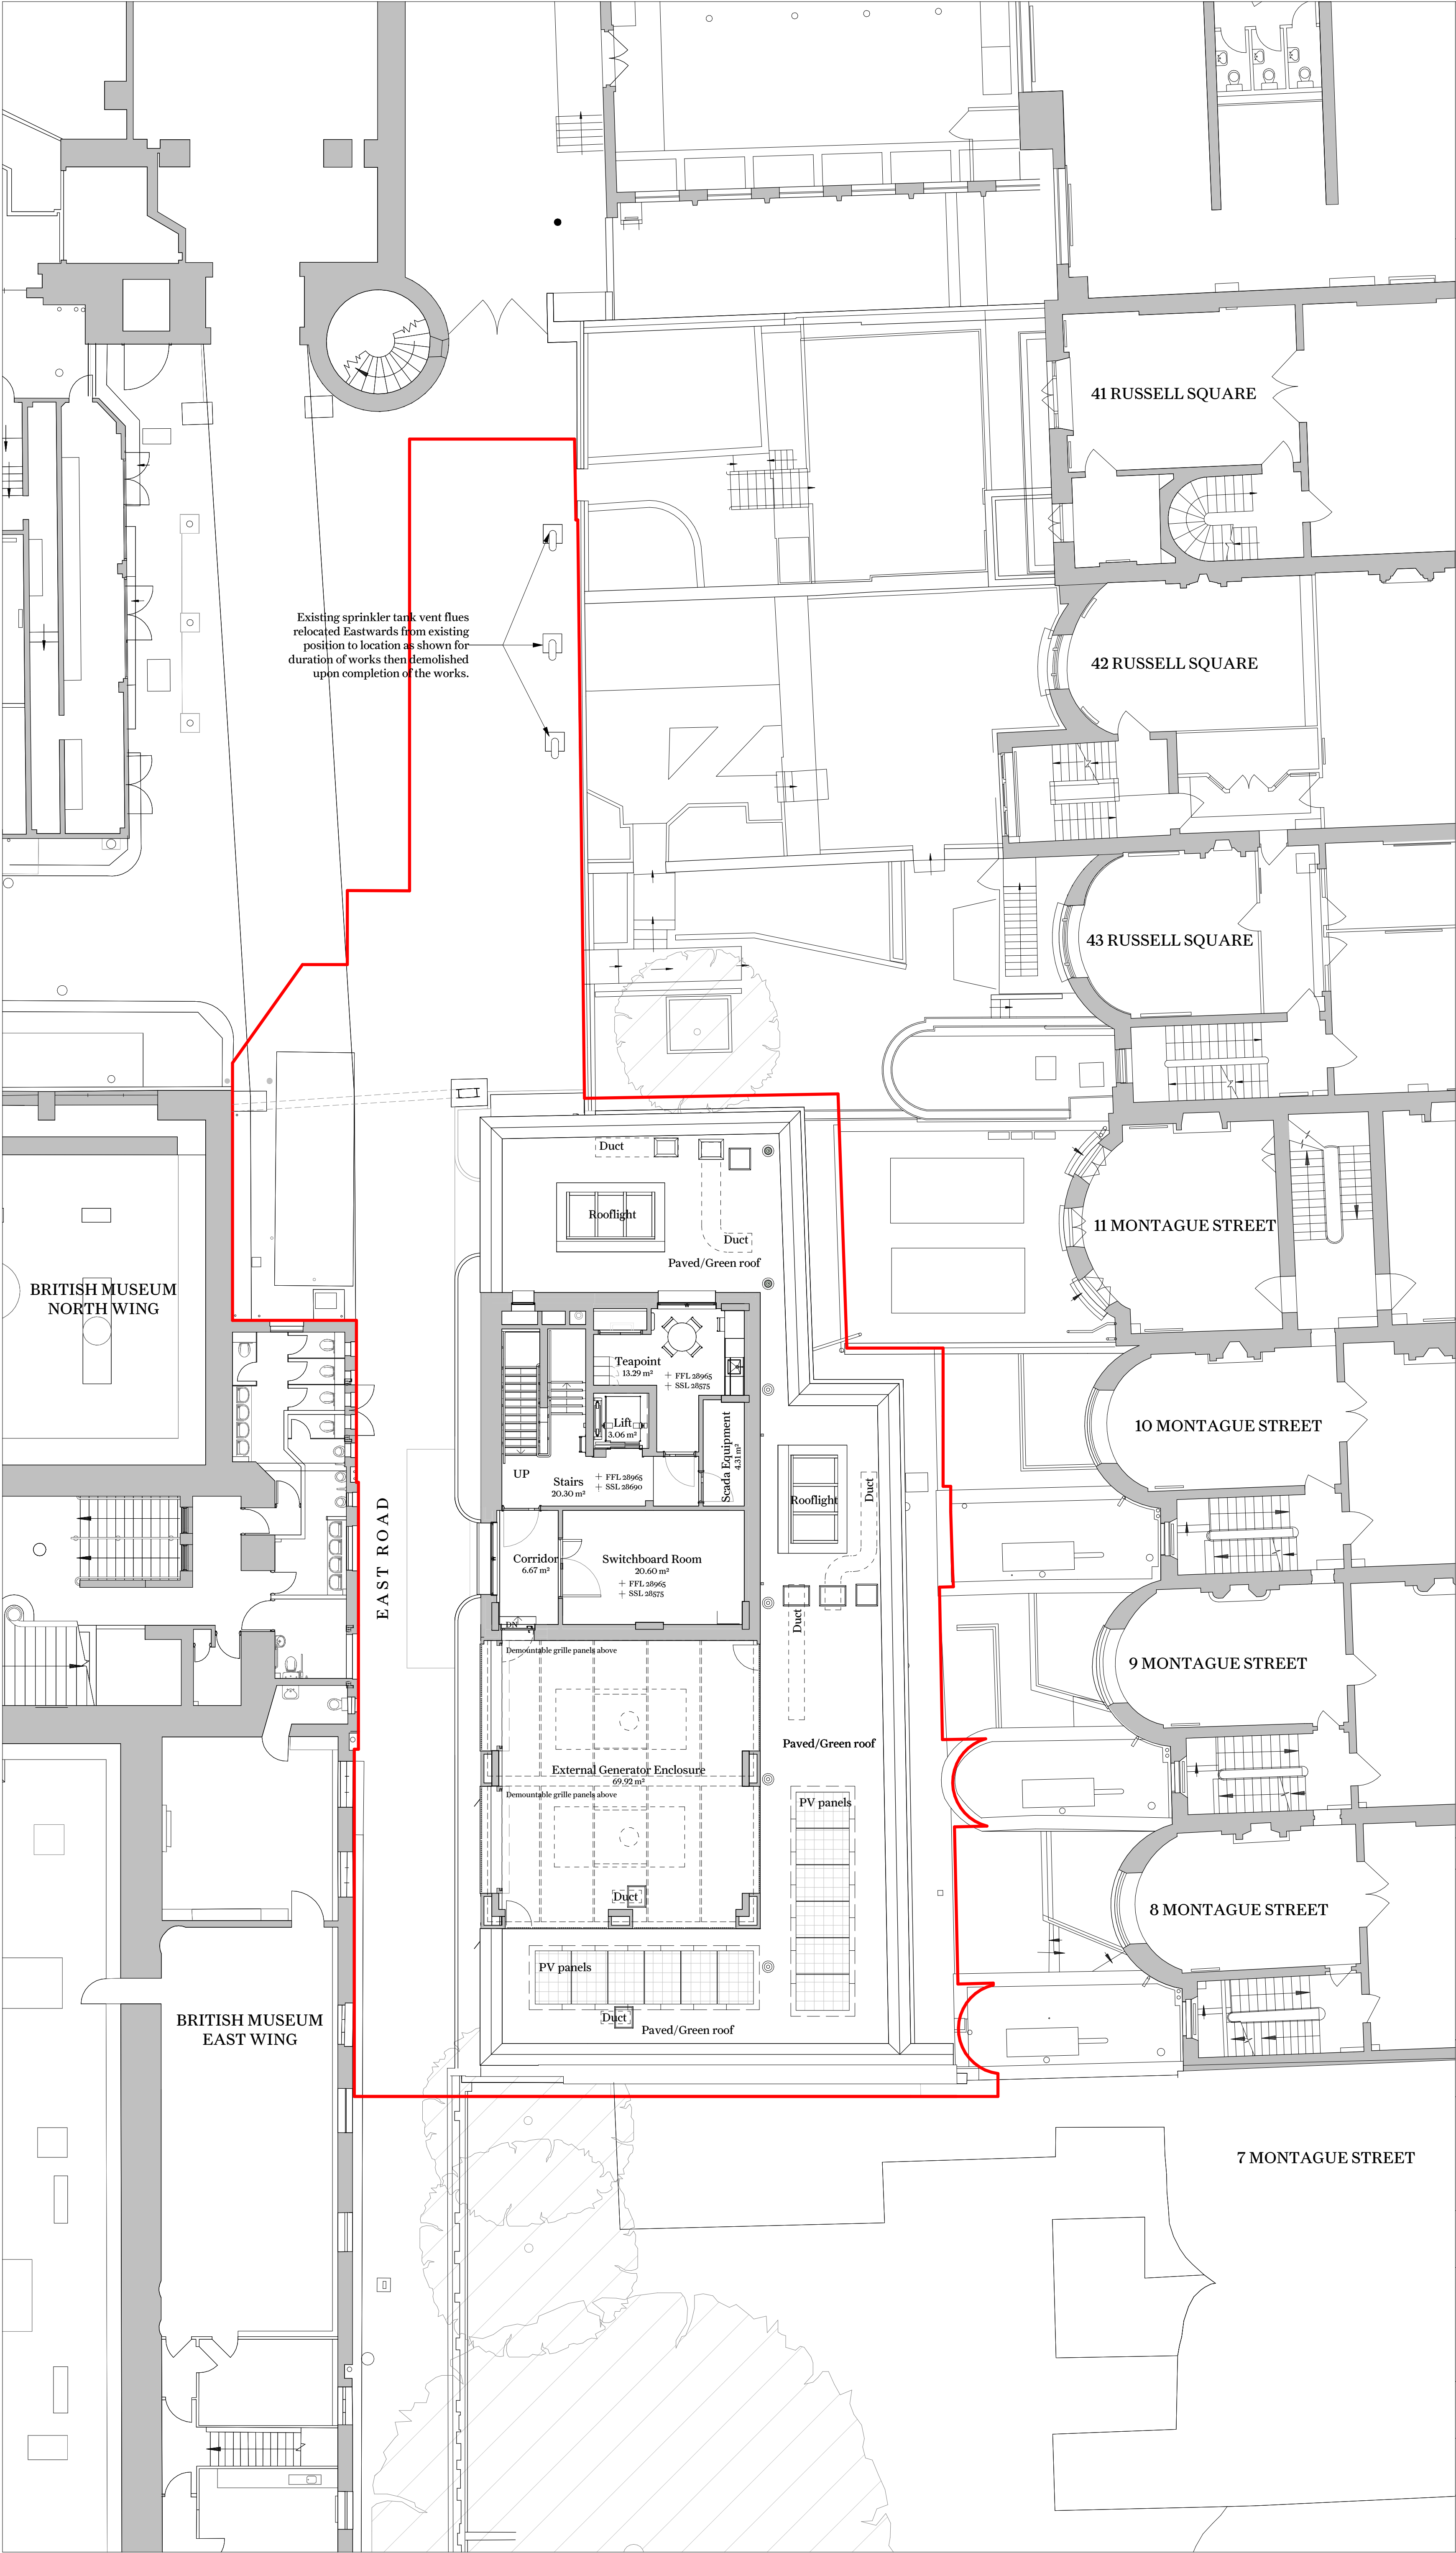 41 RUSSELL SQUARE
Existing sprinkler tank vent flues
relocated Eastwards from existing
position to location as shown for
duration of works then demolished
upon completion of the works.
42 RUSSELL SQUARE
43 RUSSELL SQUARE
Duct
Rooflight
Duct
Paved/Green roof
11 MONTAGUE STREET
BRITISH MUSEUM
NORTH WING
Teapoint
13.29 m²
FFL 28965
SSL 28575
Lift
3.06 m²
Scada Equipment
4.31 m²
UP
Stairs
20.30 m²
FFL 28965
SSL 28690
Rooflight
Duct
10 MONTAGUE STREET
EAST ROAD
Corridor
6.67 m²
Switchboard Room
20.60 m²
FFL 28965
SSL 28575
DN
Duct
Demountable grille panels above
9 MONTAGUE STREET
Paved/Green roof
External Generator Enclosure
69.92 m²
Demountable grille panels above
PV panels
Duct
8 MONTAGUE STREET
PV panels
Duct
Paved/Green roof
BRITISH MUSEUM
EAST WING
7 MONTAGUE STREET